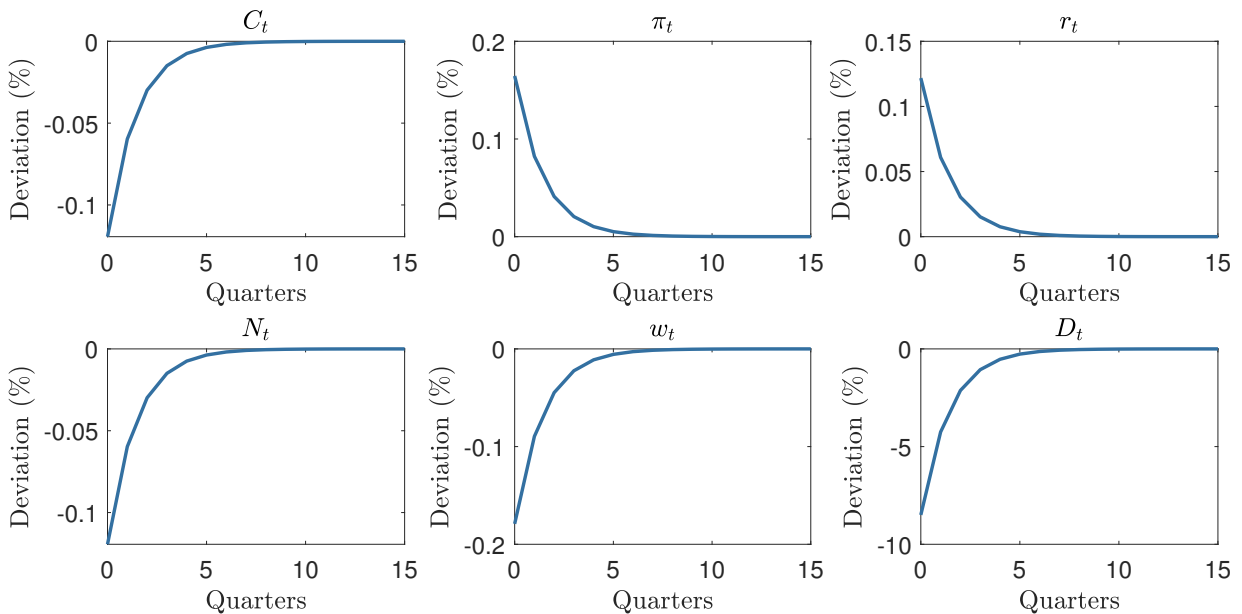 C_t
0
-0.05
-0.1
Deviation (%)
0 5 10 15
Quarters
π_t
0.2
0.1
0
Deviation (%)
0 5 10 15
Quarters
r_t
0.15
0.1
0.05
0
Deviation (%)
0 5 10 15
Quarters
N_t
0
-0.05
-0.1
Deviation (%)
0 5 10 15
Quarters
w_t
0
-0.1
-0.2
Deviation (%)
0 5 10 15
Quarters
D_t
0
-5
-10
Deviation (%)
0 5 10 15
Quarters